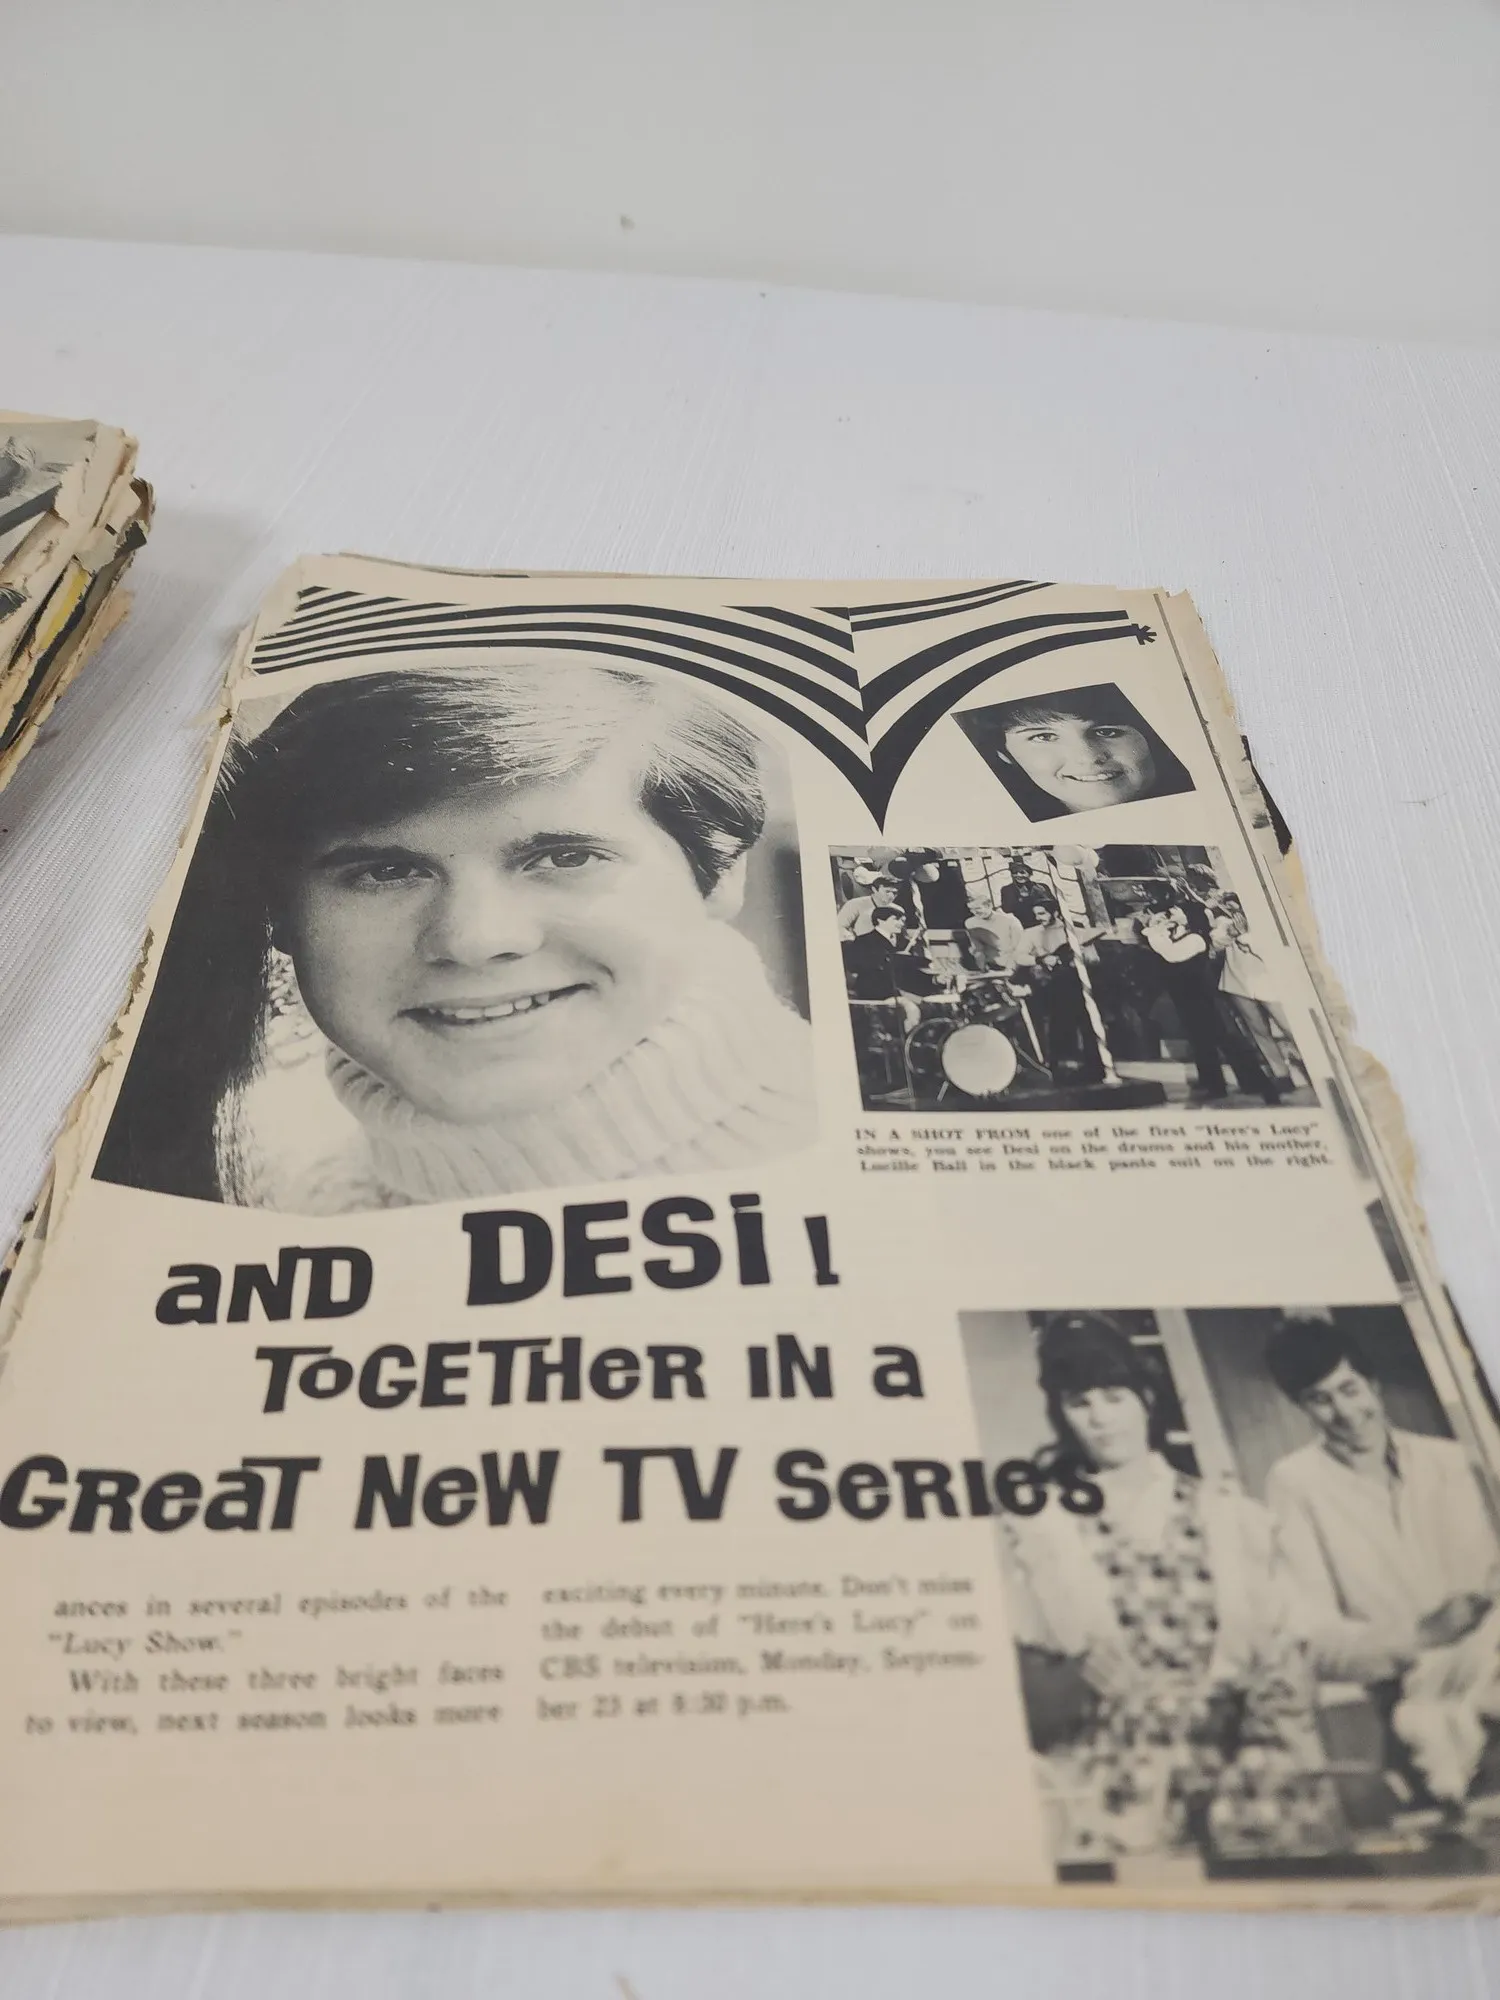 IN A SHOT FROM one of the first "Here's Lucy"
shows, you see Desi on the drums and his mother,
Lucille Ball in the black pants suit on the right.
aND DESi !
ToGETHeR IN a
GReaT NeW TV SeRIes
ances in several episodes of the
"Lucy Show."
With these three bright faces
to view, next season looks more
exciting every minute. Don't miss
the debut of "Here's Lucy" on
CBS television, Monday, Septem-
ber 23 at 8:30 p.m.